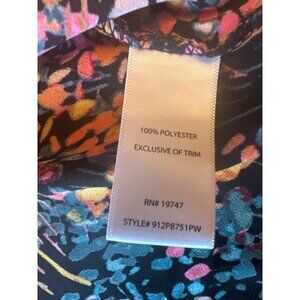 100% POLYESTER
EXCLUSIVE OF TRIM
RN# 19747
STYLE# 912P8751PW